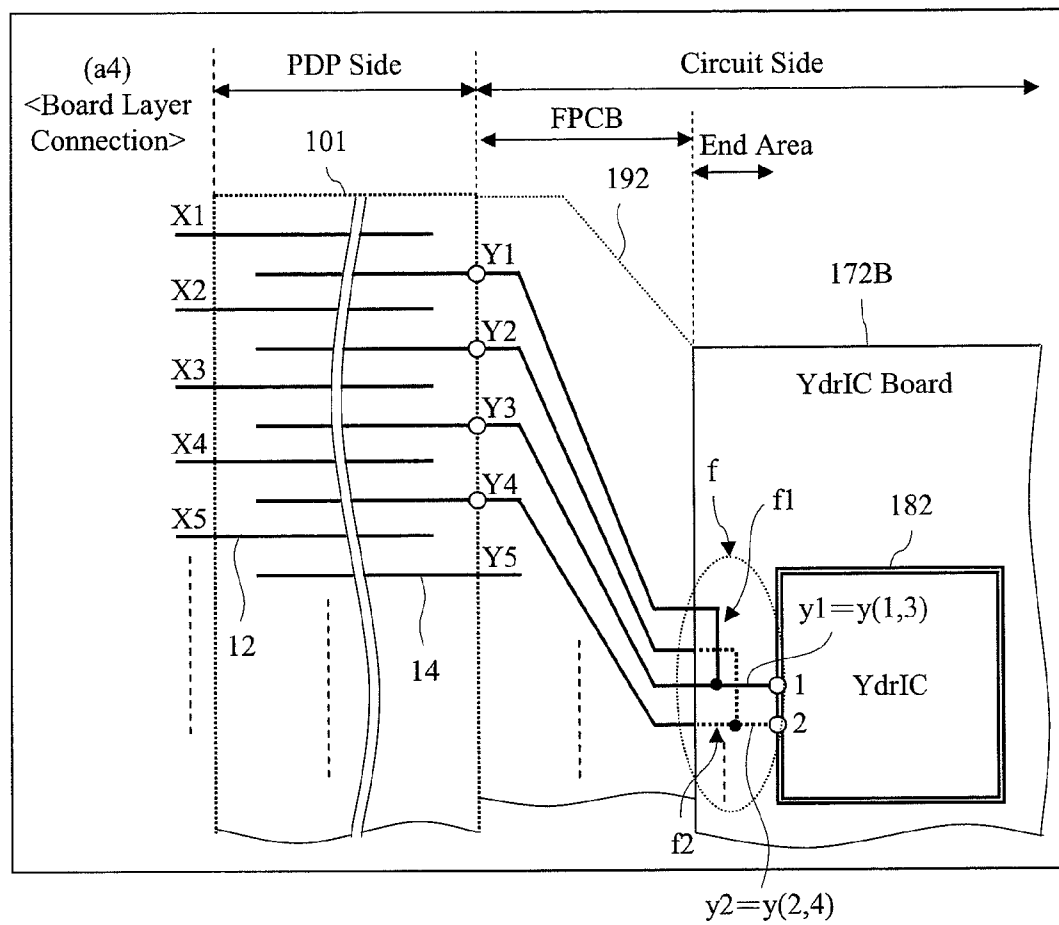 (a4)
<Board Layer
Connection>
PDP Side
Circuit Side
FPCB
End Area
101
192
172B
X1
Y1
X2
Y2
X3
Y3
X4
Y4
X5
Y5
12
14
YdrIC Board
f
f1
182
y1=y(1,3)
1
YdrIC
2
f2
y2=y(2,4)